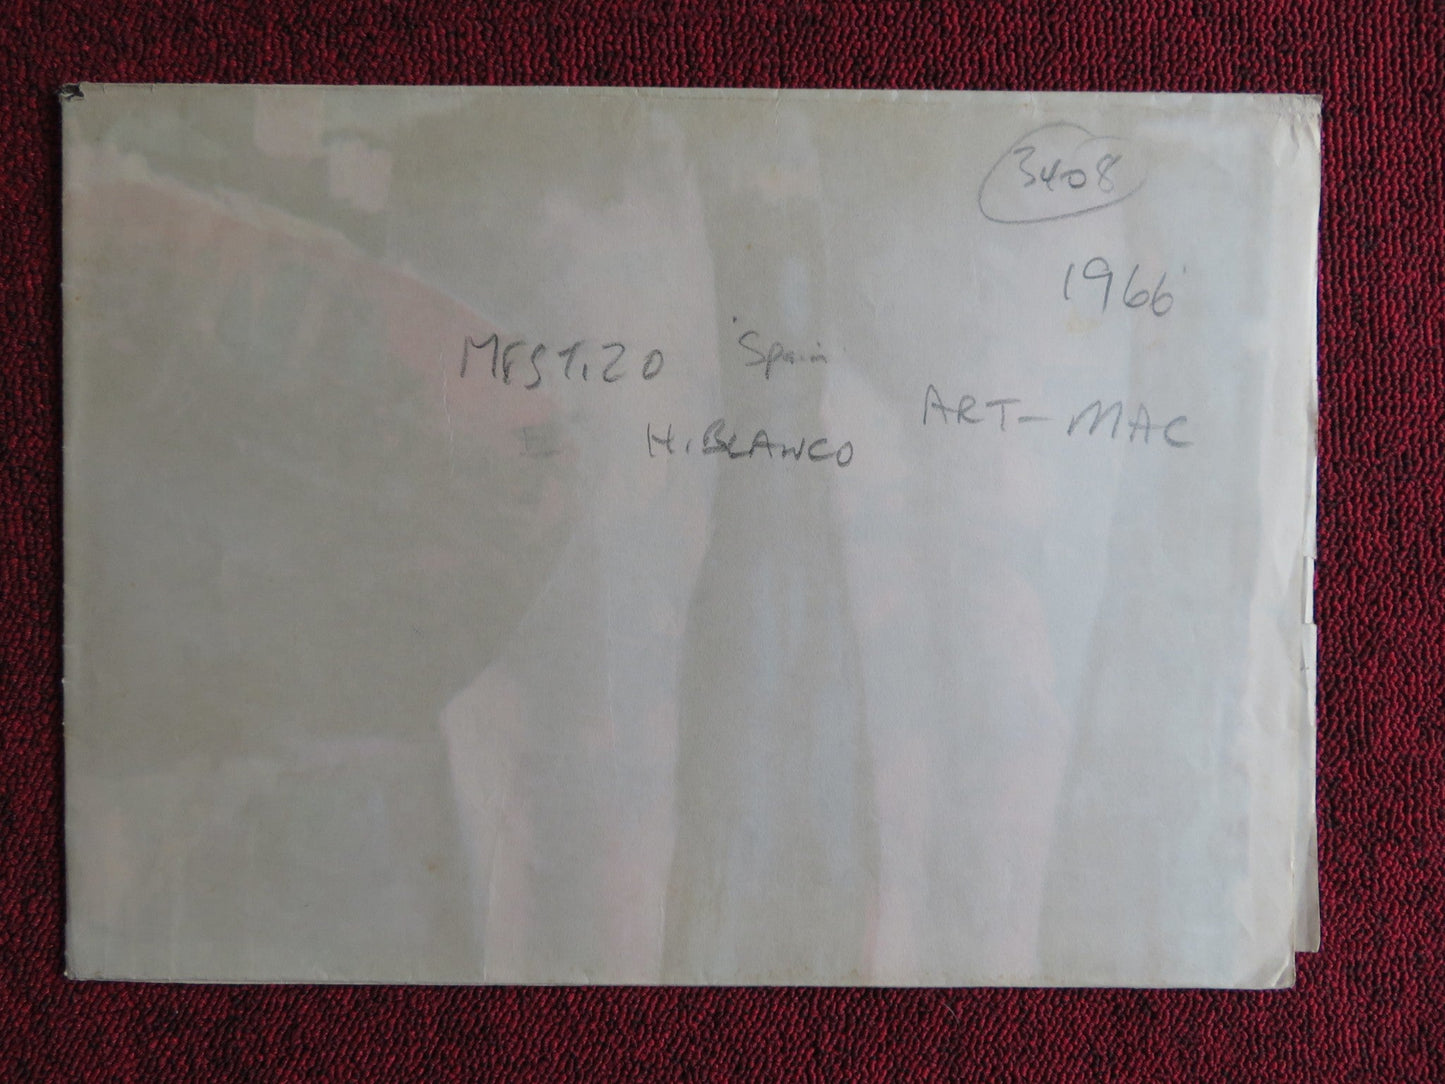 3408
1966
MESTIZO 'Spain
ART-MAC
H. BLANCO